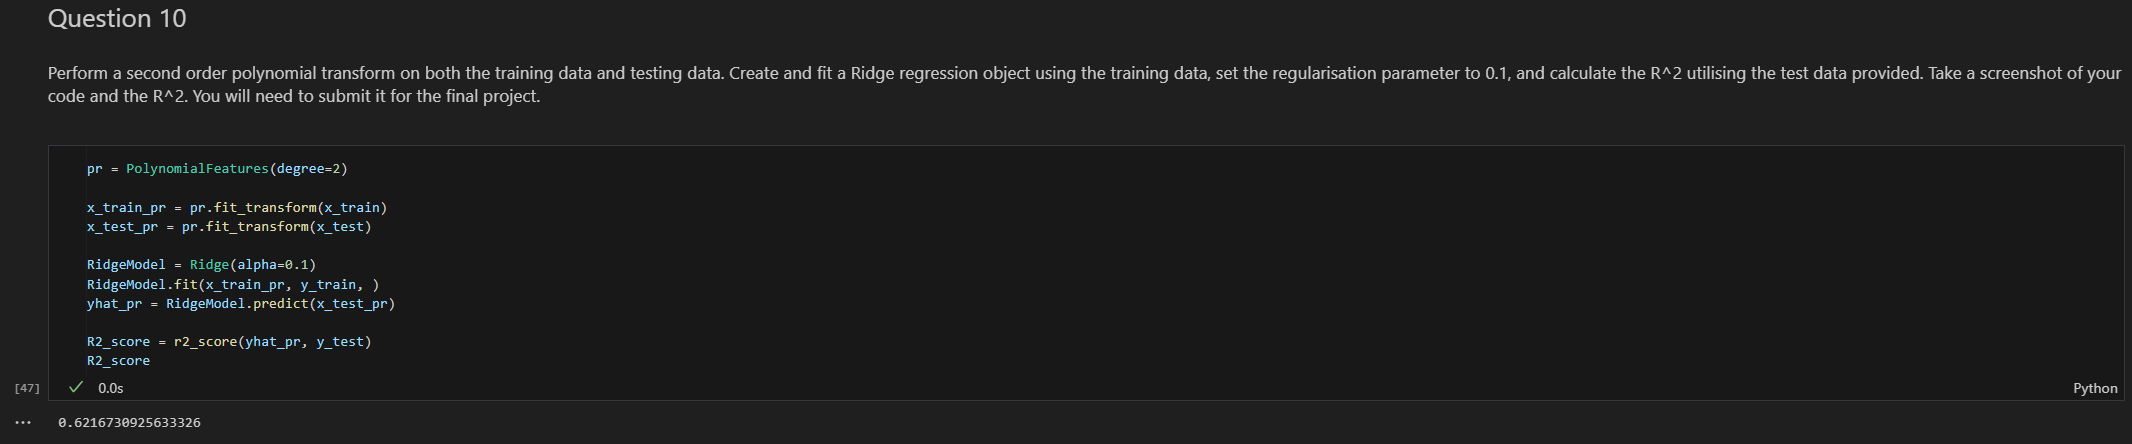 Question 10
Perform a second order polynomial transform on both the training data and testing data. Create and fit a Ridge regression object using the training data, set the regularisation parameter to 0.1, and calculate the R^2 utilising the test data provided. Take a screenshot of your
code and the R^2. You will need to submit it for the final project.
pr = PolynomialFeatures(degree=2)
x_train_pr = pr.fit_transform(x_train)
x_test_pr = pr.fit_transform(x_test)
RidgeModel = Ridge(alpha=0.1)
RidgeModel.fit(x_train_pr, y_train, )
yhat_pr = RidgeModel.predict(x_test_pr)
R2_score = r2_score(yhat_pr, y_test)
R2_score
[47] ✓ 0.0s Python
··· 0.6216730925633326